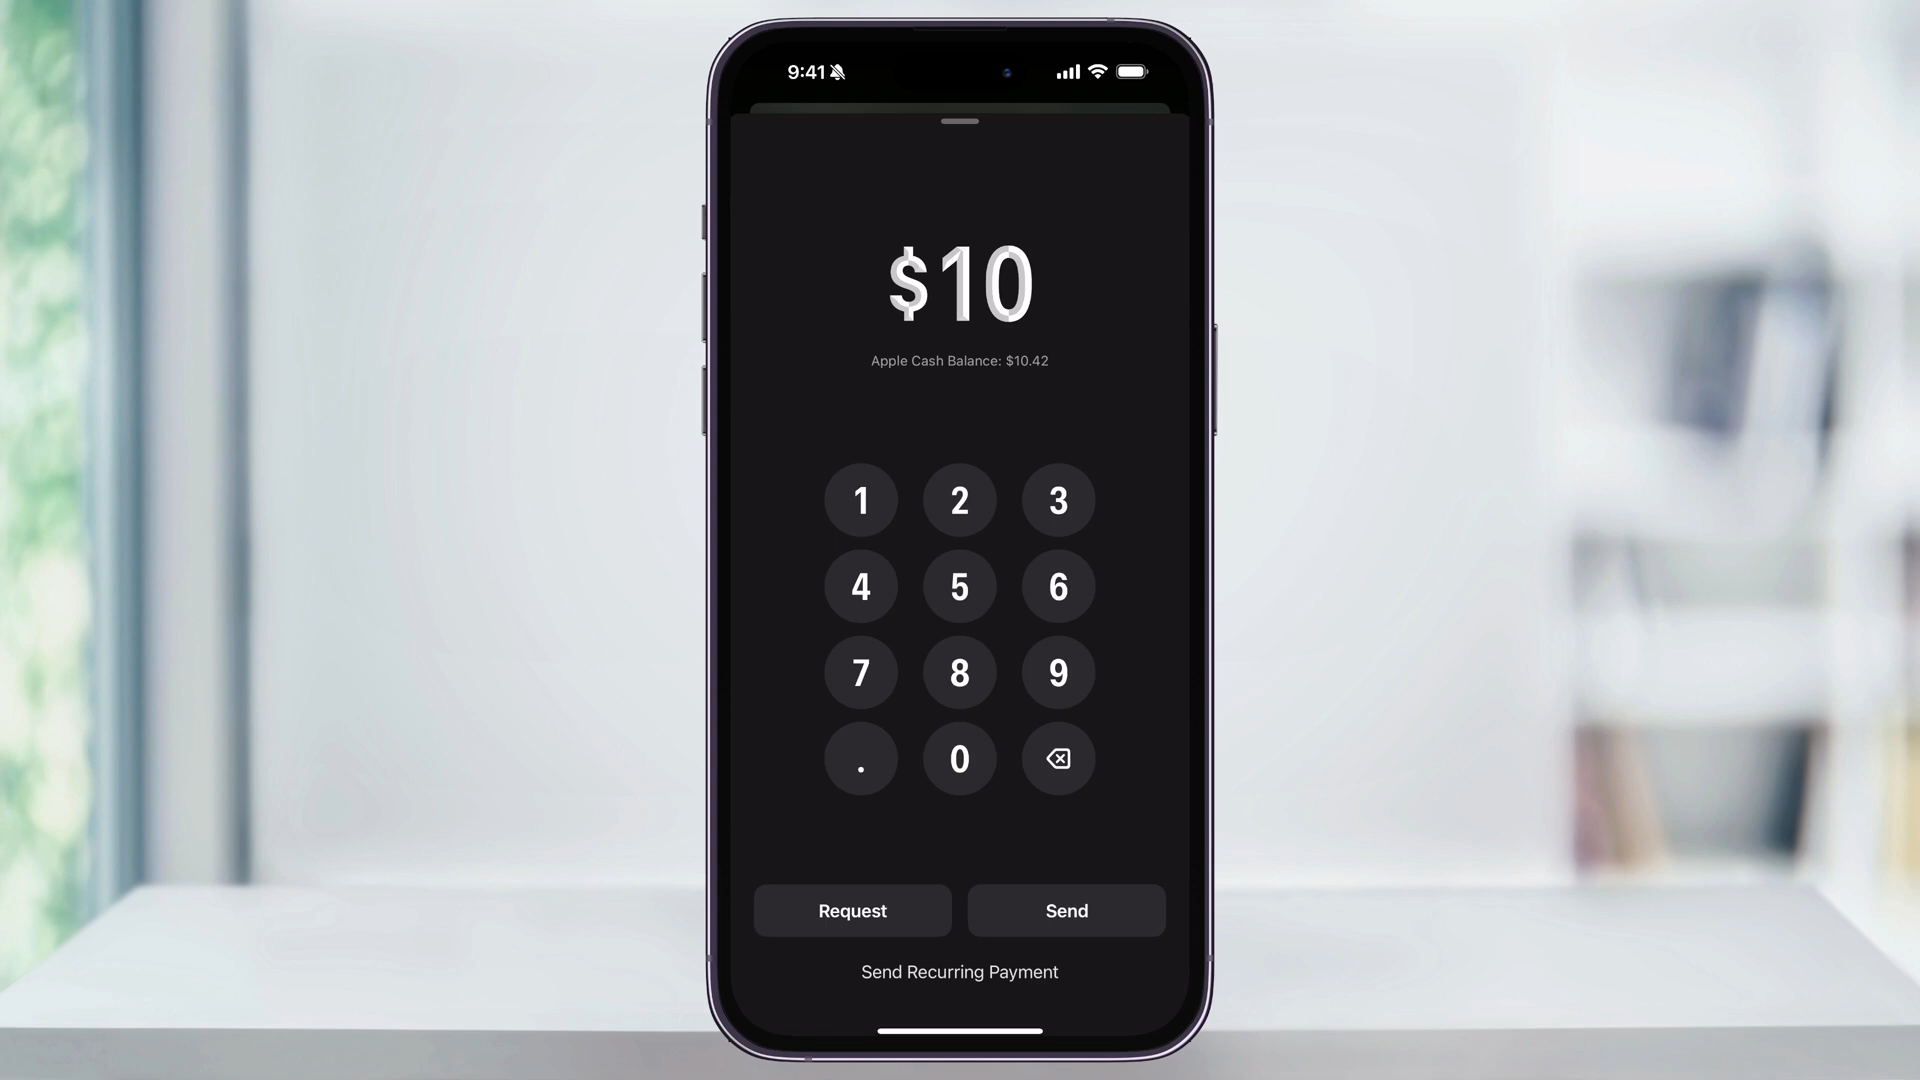 9:41
$10
Apple Cash Balance: $10.42
1 2 3
4 5 6
7 8 9
. 0
Request Send
Send Recurring Payment